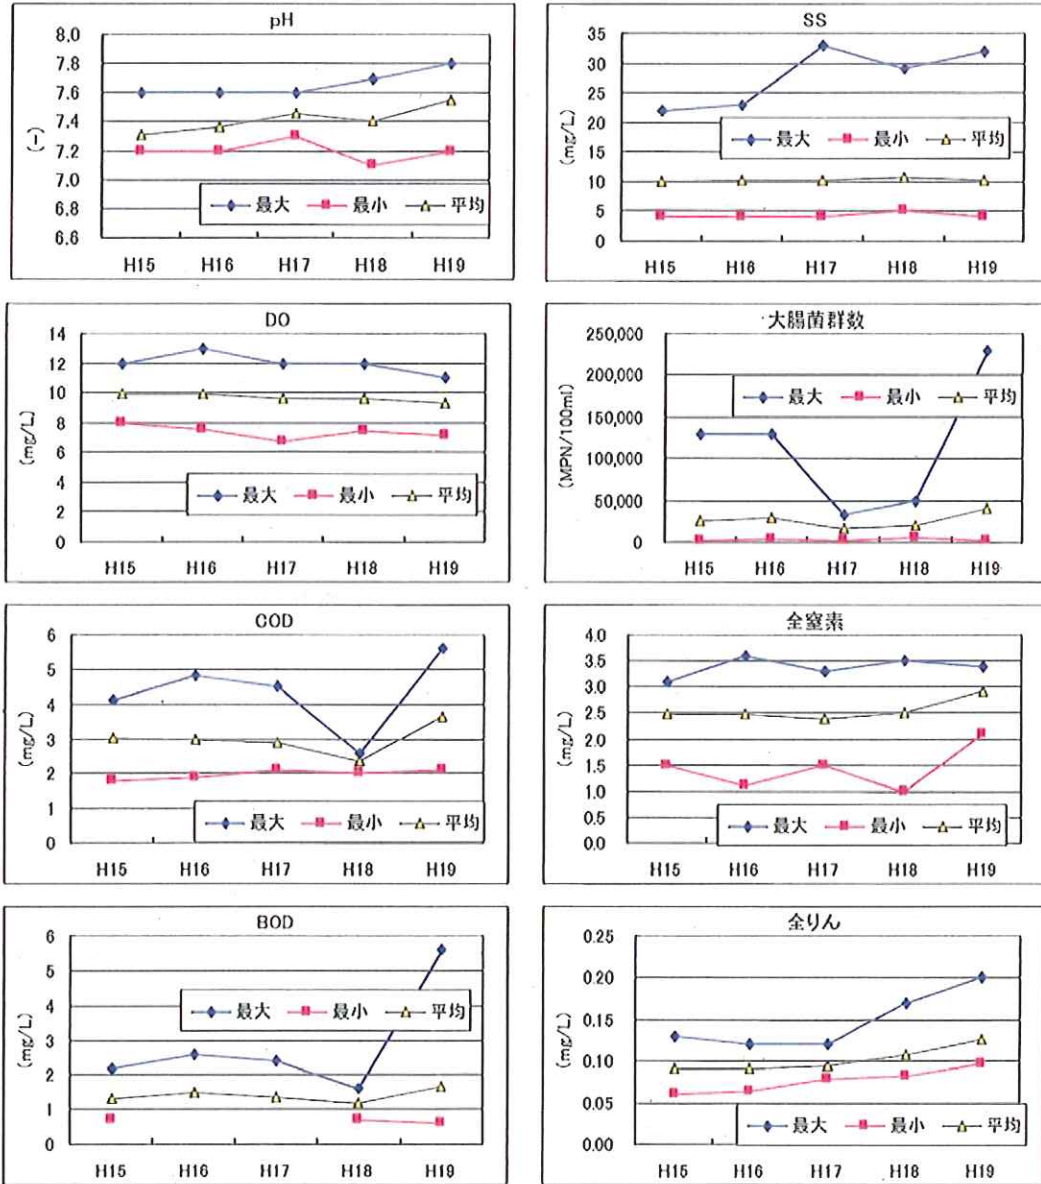 pH
8.0
7.8
7.6
7.4
7.2
7.0
6.8
6.6
(-)
最大 最小 平均
H15 H16 H17 H18 H19
SS
35
30
25
20
15
10
5
0
(mg/L)
最大 最小 平均
H15 H16 H17 H18 H19
DO
14
12
10
8
6
4
2
0
(mg/L)
最大 最小 平均
H15 H16 H17 H18 H19
大腸菌群数
250,000
200,000
150,000
100,000
50,000
0
(MPN/100ml)
最大 最小 平均
H15 H16 H17 H18 H19
COD
6
5
4
3
2
1
0
(mg/L)
最大 最小 平均
H15 H16 H17 H18 H19
全窒素
4.0
3.5
3.0
2.5
2.0
1.5
1.0
0.5
0.0
(mg/L)
最大 最小 平均
H15 H16 H17 H18 H19
BOD
6
5
4
3
2
1
0
(mg/L)
最大 最小 平均
H15 H16 H17 H18 H19
全りん
0.25
0.20
0.15
0.10
0.05
0.00
(mg/L)
最大 最小 平均
H15 H16 H17 H18 H19